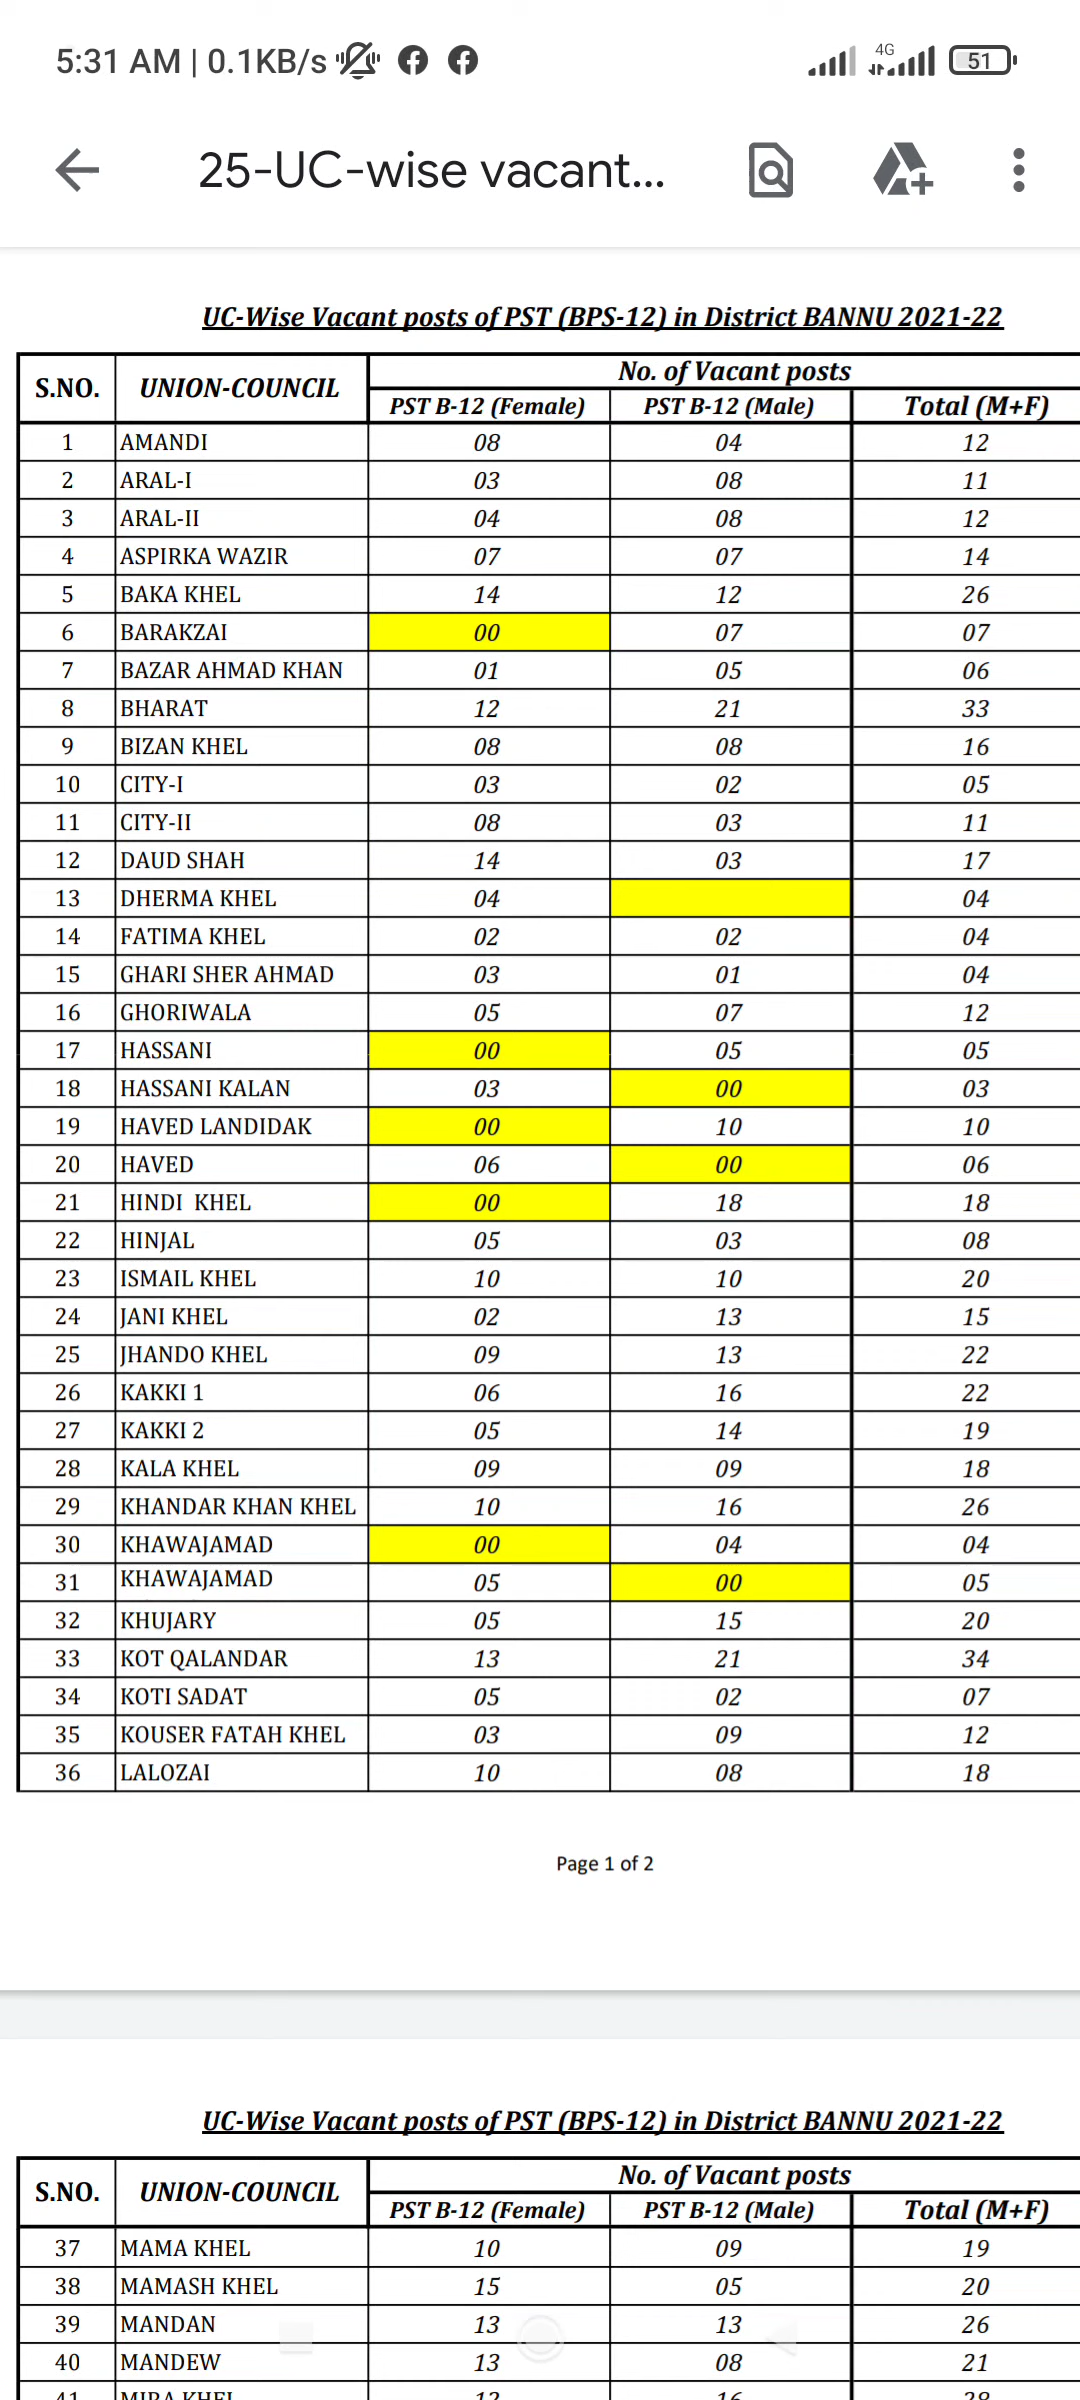 5:31 AM | 0.1KB/s 4G 51
25-UC-wise vacant...
UC-Wise Vacant posts of PST (BPS-12) in District BANNU 2021-22
S.NO. UNION-COUNCIL No. of Vacant posts
PST B-12 (Female) PST B-12 (Male) Total (M+F)
1 AMANDI 08 04 12
2 ARAL-I 03 08 11
3 ARAL-II 04 08 12
4 ASPIRKA WAZIR 07 07 14
5 BAKA KHEL 14 12 26
6 BARAKZAI 00 07 07
7 BAZAR AHMAD KHAN 01 05 06
8 BHARAT 12 21 33
9 BIZAN KHEL 08 08 16
10 CITY-I 03 02 05
11 CITY-II 08 03 11
12 DAUD SHAH 14 03 17
13 DHERMA KHEL 04 04
14 FATIMA KHEL 02 02 04
15 GHARI SHER AHMAD 03 01 04
16 GHORIWALA 05 07 12
17 HASSANI 00 05 05
18 HASSANI KALAN 03 00 03
19 HAVED LANDIDAK 00 10 10
20 HAVED 06 00 06
21 HINDI KHEL 00 18 18
22 HINJAL 05 03 08
23 ISMAIL KHEL 10 10 20
24 JANI KHEL 02 13 15
25 JHANDO KHEL 09 13 22
26 KAKKI 1 06 16 22
27 KAKKI 2 05 14 19
28 KALA KHEL 09 09 18
29 KHANDAR KHAN KHEL 10 16 26
30 KHAWAJAMAD 00 04 04
31 KHAWAJAMAD 05 00 05
32 KHUJARY 05 15 20
33 KOT QALANDAR 13 21 34
34 KOTI SADAT 05 02 07
35 KOUSER FATAH KHEL 03 09 12
36 LALOZAI 10 08 18
Page 1 of 2
UC-Wise Vacant posts of PST (BPS-12) in District BANNU 2021-22
S.NO. UNION-COUNCIL No. of Vacant posts
PST B-12 (Female) PST B-12 (Male) Total (M+F)
37 MAMA KHEL 10 09 19
38 MAMASH KHEL 15 05 20
39 MANDAN 13 13 26
40 MANDEW 13 08 21
41 MIRA KHEL 12 16 28